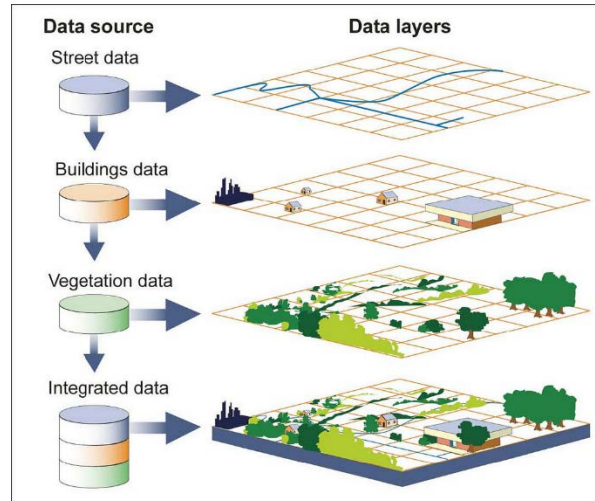 Data source
Data layers
Street data
Buildings data
Vegetation data
Integrated data